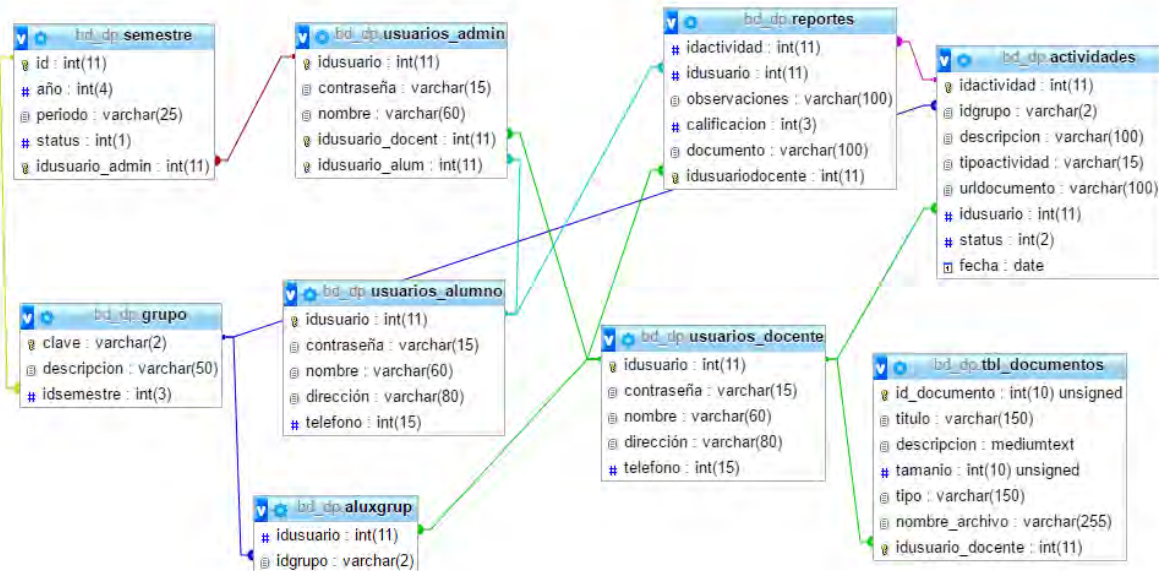 bd_dp.semestre
id : int(11)
año : int(4)
periodo : varchar(25)
status : int(1)
idusuario_admin : int(11)
bd_dp.usuarios_admin
idusuario : int(11)
contraseña : varchar(15)
nombre : varchar(60)
idusuario_docent : int(11)
idusuario_alum : int(11)
bd_dp.reportes
idactividad : int(11)
idusuario : int(11)
observaciones : varchar(100)
calificacion : int(3)
documento : varchar(100)
idusuariodocente : int(11)
bd_dp.actividades
idactividad : int(11)
idgrupo : varchar(2)
descripcion : varchar(100)
tipoactividad : varchar(15)
urldocumento : varchar(100)
idusuario : int(11)
status : int(2)
fecha : date
bd_dp.grupo
clave : varchar(2)
descripcion : varchar(50)
idsemestre : int(3)
bd_dp.usuarios_alumno
idusuario : int(11)
contraseña : varchar(15)
nombre : varchar(60)
dirección : varchar(80)
telefono : int(15)
bd_dp.usuarios_docente
idusuario : int(11)
contraseña : varchar(15)
nombre : varchar(60)
dirección : varchar(80)
telefono : int(15)
bd_dp.tbl_documentos
id_documento : int(10) unsigned
titulo : varchar(150)
descripcion : mediumtext
tamanio : int(10) unsigned
tipo : varchar(150)
nombre_archivo : varchar(255)
idusuario_docente : int(11)
bd_dp.aluxgrup
idusuario : int(11)
idgrupo : varchar(2)